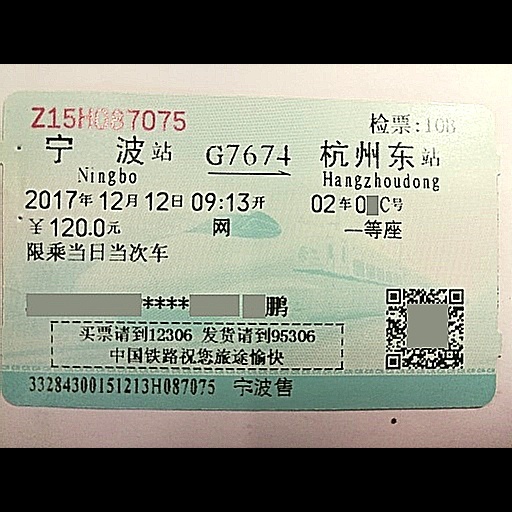 Z15H087075
检票:10B
宁 波站 G7674 杭州东站
Ningbo Hangzhoudong
2017年12月12日09:13开 02车0C号
¥120.0元 网 一等座
限乘当日当次车
****鹏
买票请到12306 发货请到95306
中国铁路祝您旅途愉快
33284300151213H087075 宁波售